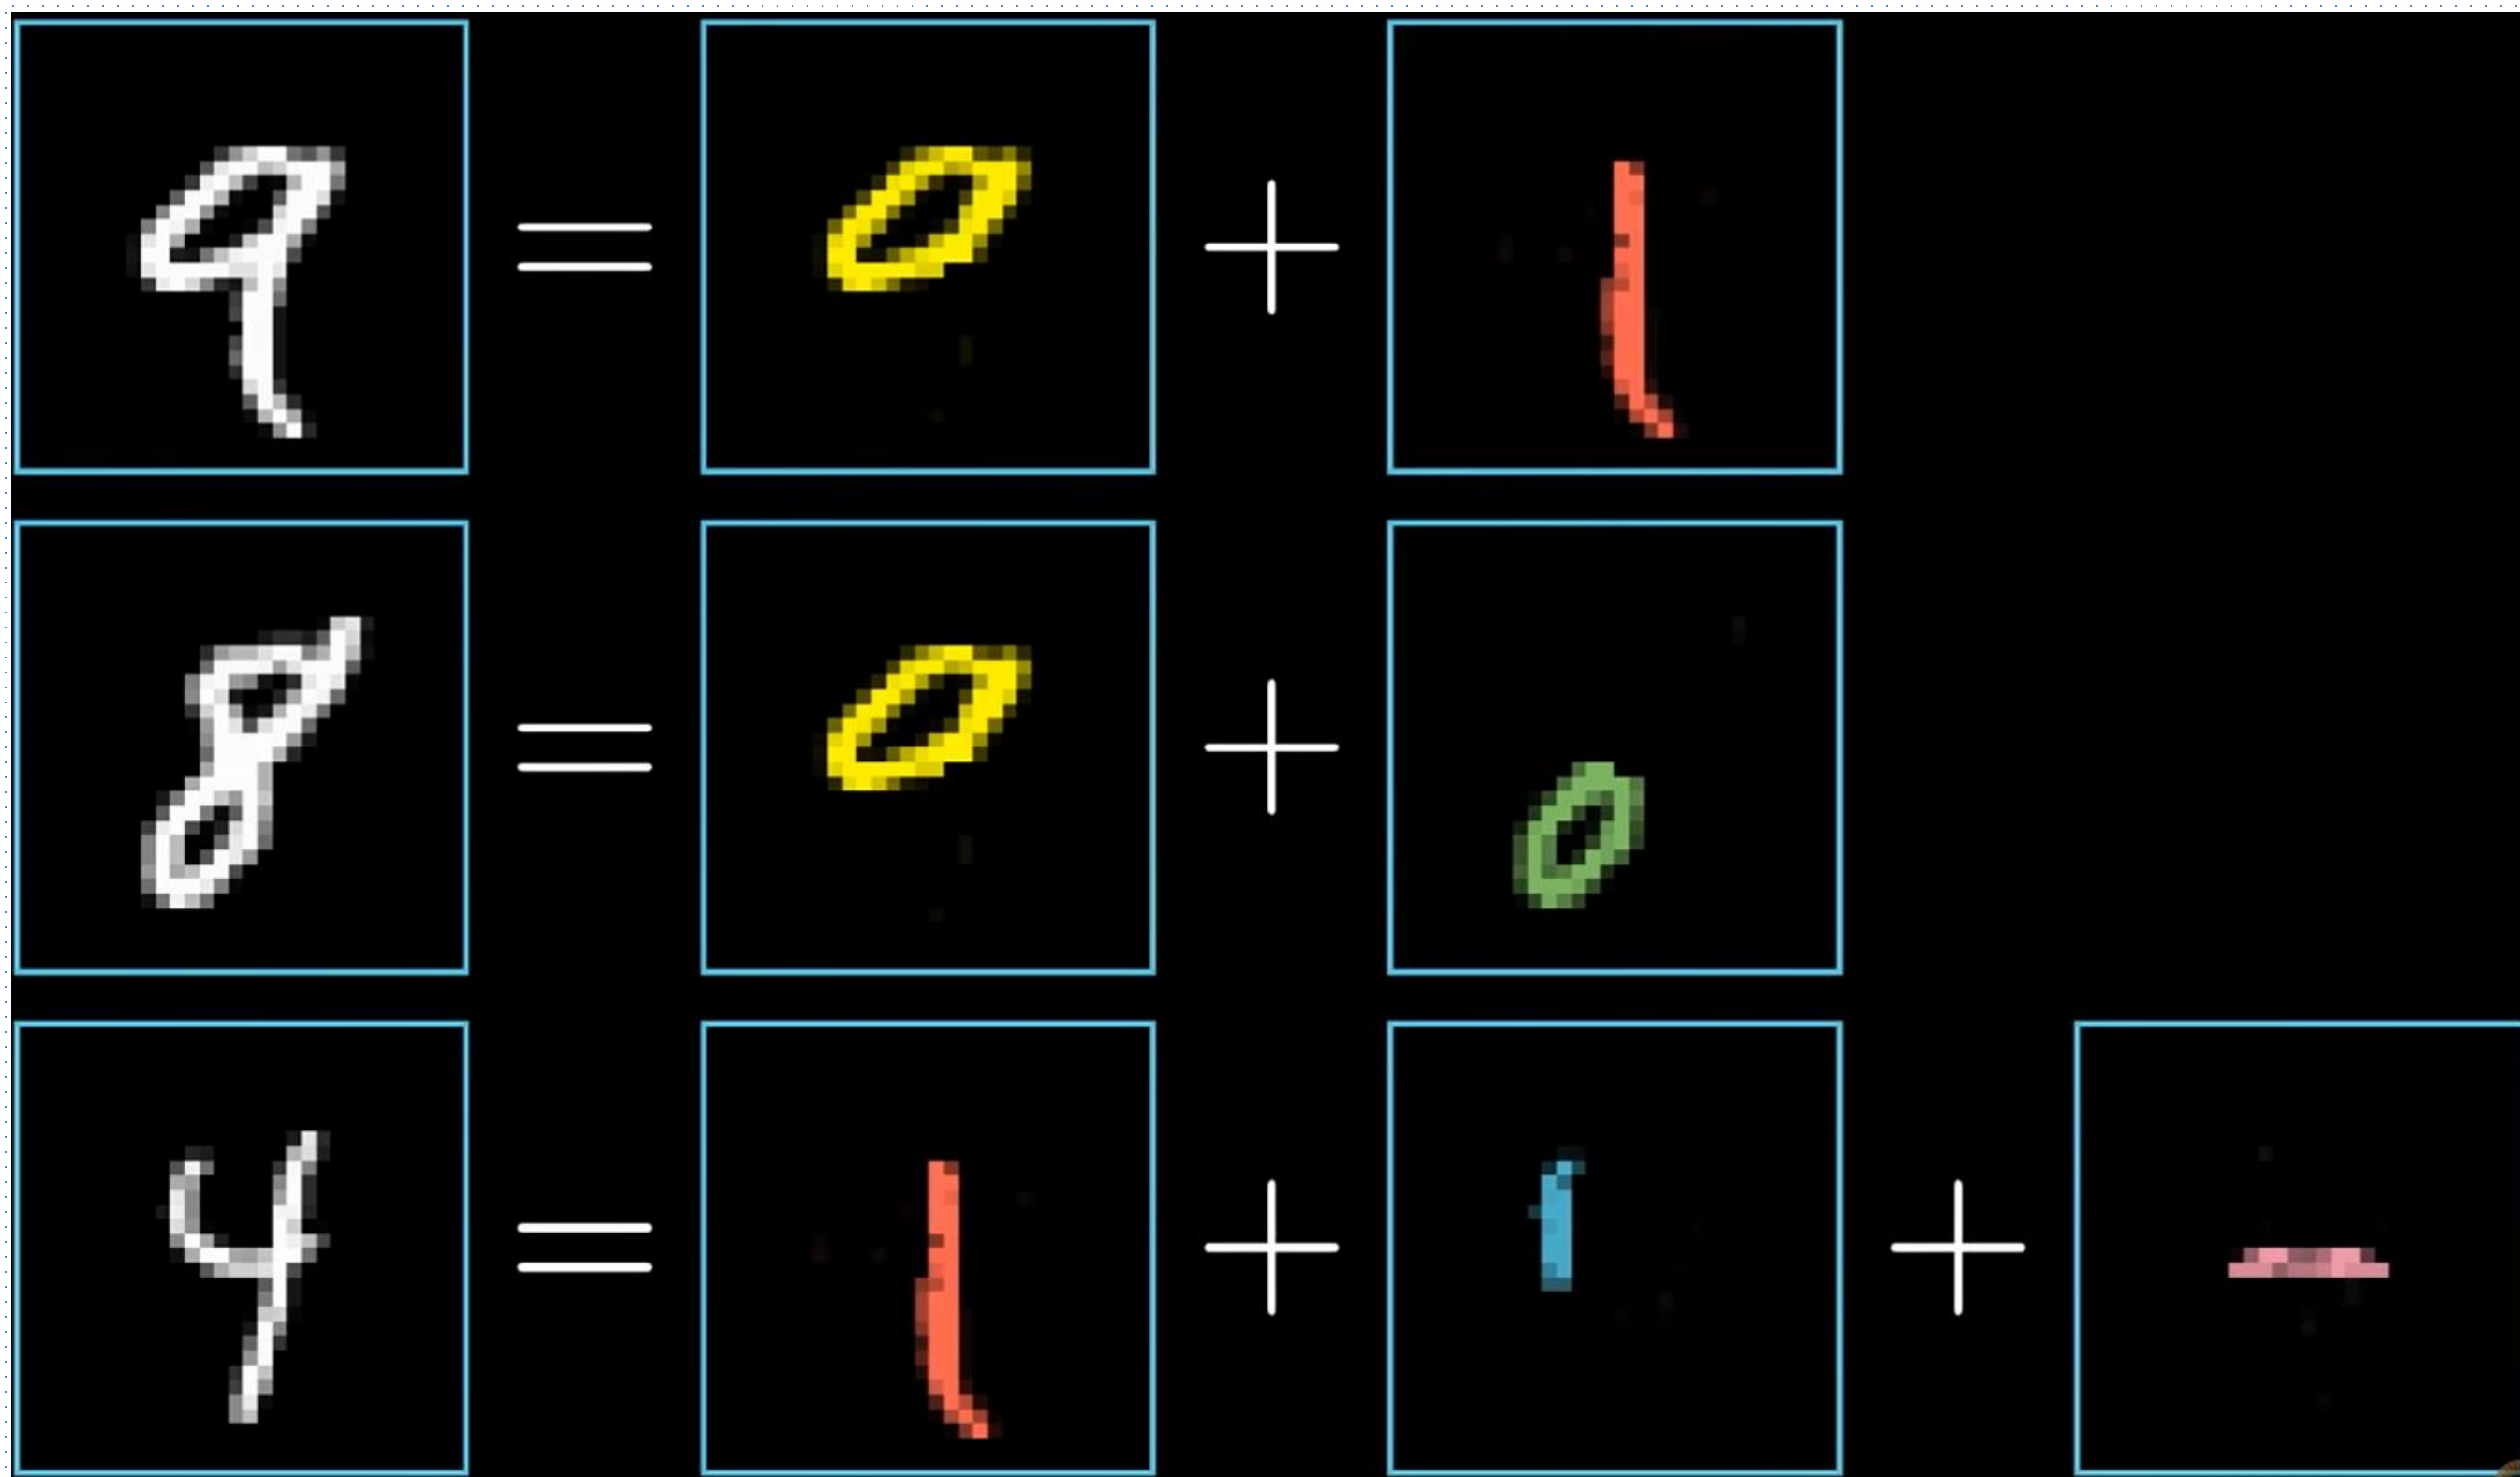 9 = +
8 = +
4 = + +